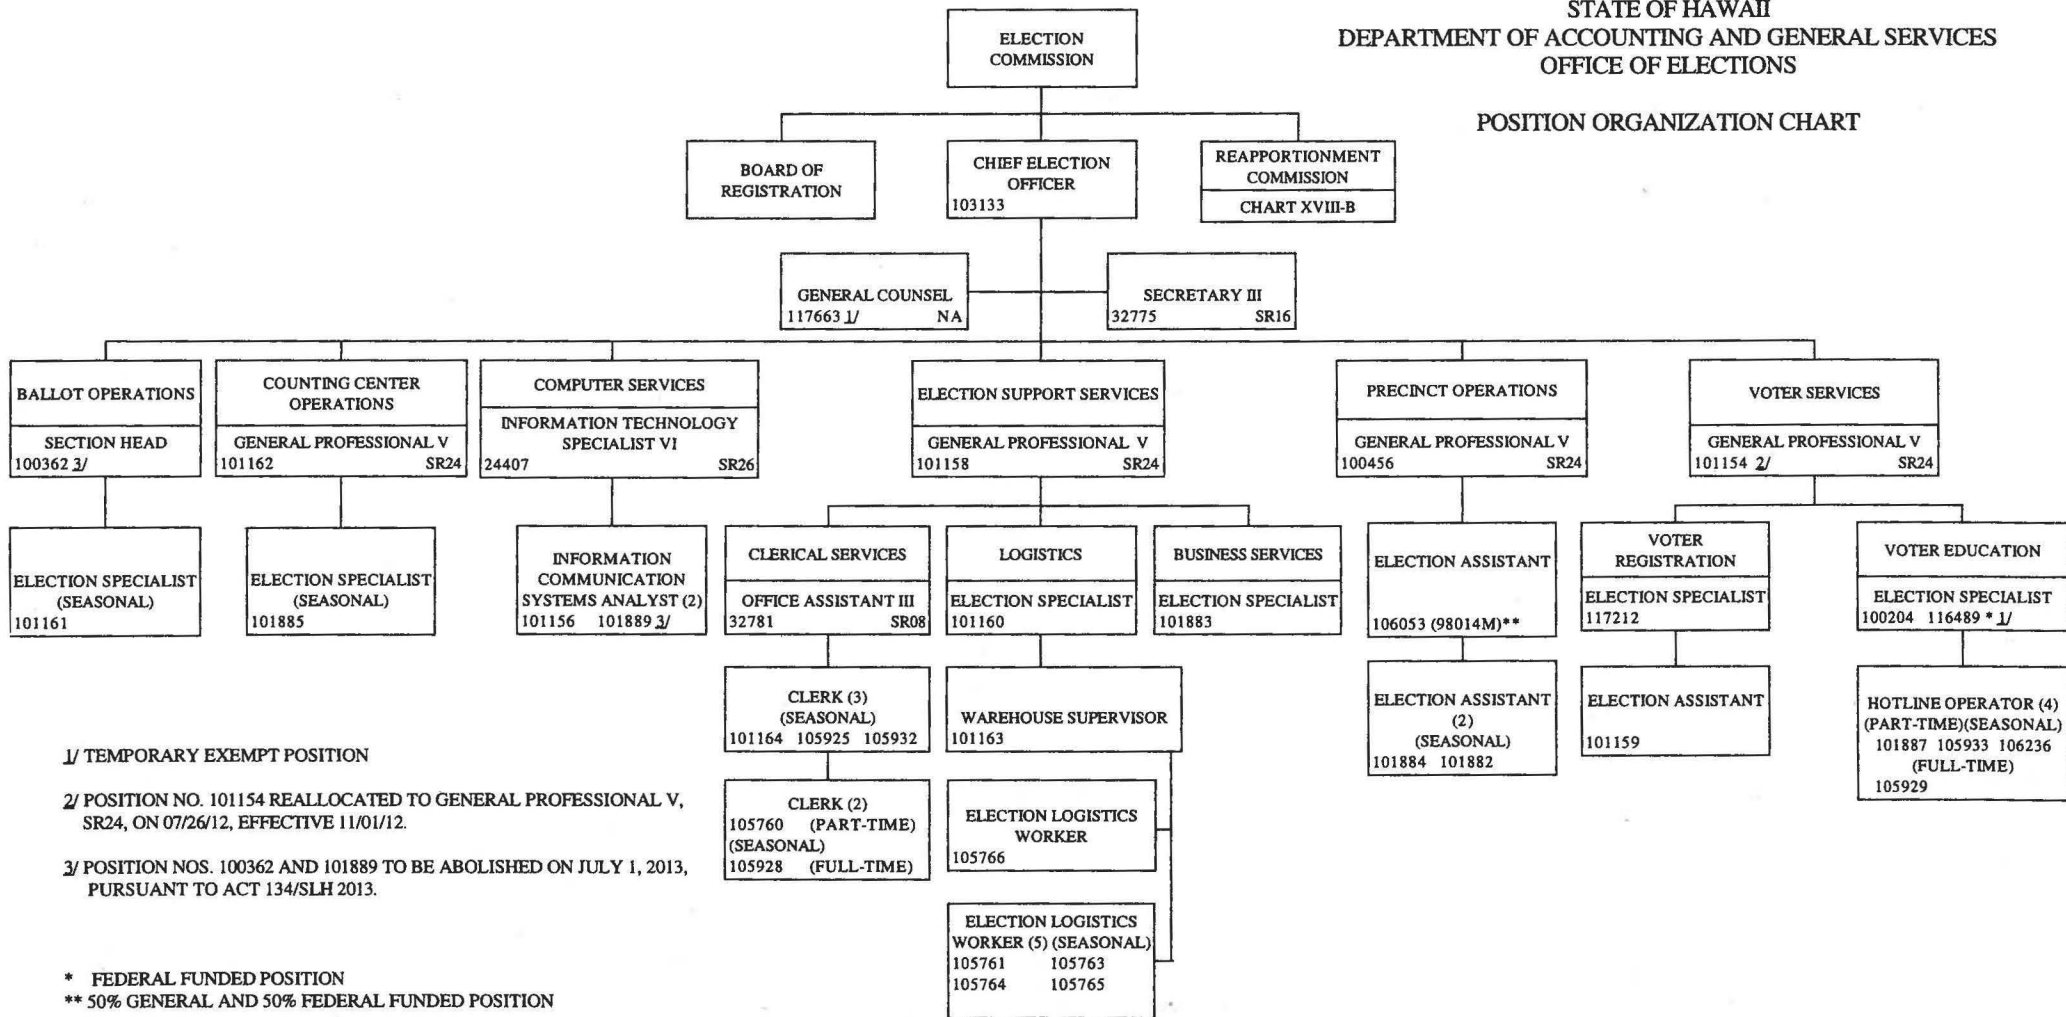 STATE OF HAWAII
DEPARTMENT OF ACCOUNTING AND GENERAL SERVICES
OFFICE OF ELECTIONS
POSITION ORGANIZATION CHART
ELECTION
COMMISSION
BOARD OF
REGISTRATION
CHIEF ELECTION
OFFICER
103133
REAPPORTIONMENT
COMMISSION
CHART XVIII-B
GENERAL COUNSEL
117663 1/ NA
SECRETARY III
32775 SR16
BALLOT OPERATIONS
SECTION HEAD
100362 3/
COUNTING CENTER
OPERATIONS
GENERAL PROFESSIONAL V
101162 SR24
COMPUTER SERVICES
INFORMATION TECHNOLOGY
SPECIALIST VI
24407 SR26
ELECTION SUPPORT SERVICES
GENERAL PROFESSIONAL V
101158 SR24
PRECINCT OPERATIONS
GENERAL PROFESSIONAL V
100456 SR24
VOTER SERVICES
GENERAL PROFESSIONAL V
101154 2/ SR24
ELECTION SPECIALIST
(SEASONAL)
101161
ELECTION SPECIALIST
(SEASONAL)
101885
INFORMATION
COMMUNICATION
SYSTEMS ANALYST (2)
101156 101889 3/
CLERICAL SERVICES
OFFICE ASSISTANT III
32781 SR08
LOGISTICS
ELECTION SPECIALIST
101160
BUSINESS SERVICES
ELECTION SPECIALIST
101883
ELECTION ASSISTANT
106053 (98014M)**
VOTER
REGISTRATION
ELECTION SPECIALIST
117212
VOTER EDUCATION
ELECTION SPECIALIST
100204 116489 * 1/
CLERK (3)
(SEASONAL)
101164 105925 105932
WAREHOUSE SUPERVISOR
101163
ELECTION ASSISTANT
(2)
(SEASONAL)
101884 101882
ELECTION ASSISTANT
101159
HOTLINE OPERATOR (4)
(PART-TIME)(SEASONAL)
101887 105933 106236
(FULL-TIME)
105929
CLERK (2)
105760 (PART-TIME)
(SEASONAL)
105928 (FULL-TIME)
ELECTION LOGISTICS
WORKER
105766
ELECTION LOGISTICS
WORKER (5) (SEASONAL)
105761 105763
105764 105765
1/ TEMPORARY EXEMPT POSITION
2/ POSITION NO. 101154 REALLOCATED TO GENERAL PROFESSIONAL V,
SR24, ON 07/26/12, EFFECTIVE 11/01/12.
3/ POSITION NOS. 100362 AND 101889 TO BE ABOLISHED ON JULY 1, 2013,
PURSUANT TO ACT 134/SLH 2013.
* FEDERAL FUNDED POSITION
** 50% GENERAL AND 50% FEDERAL FUNDED POSITION